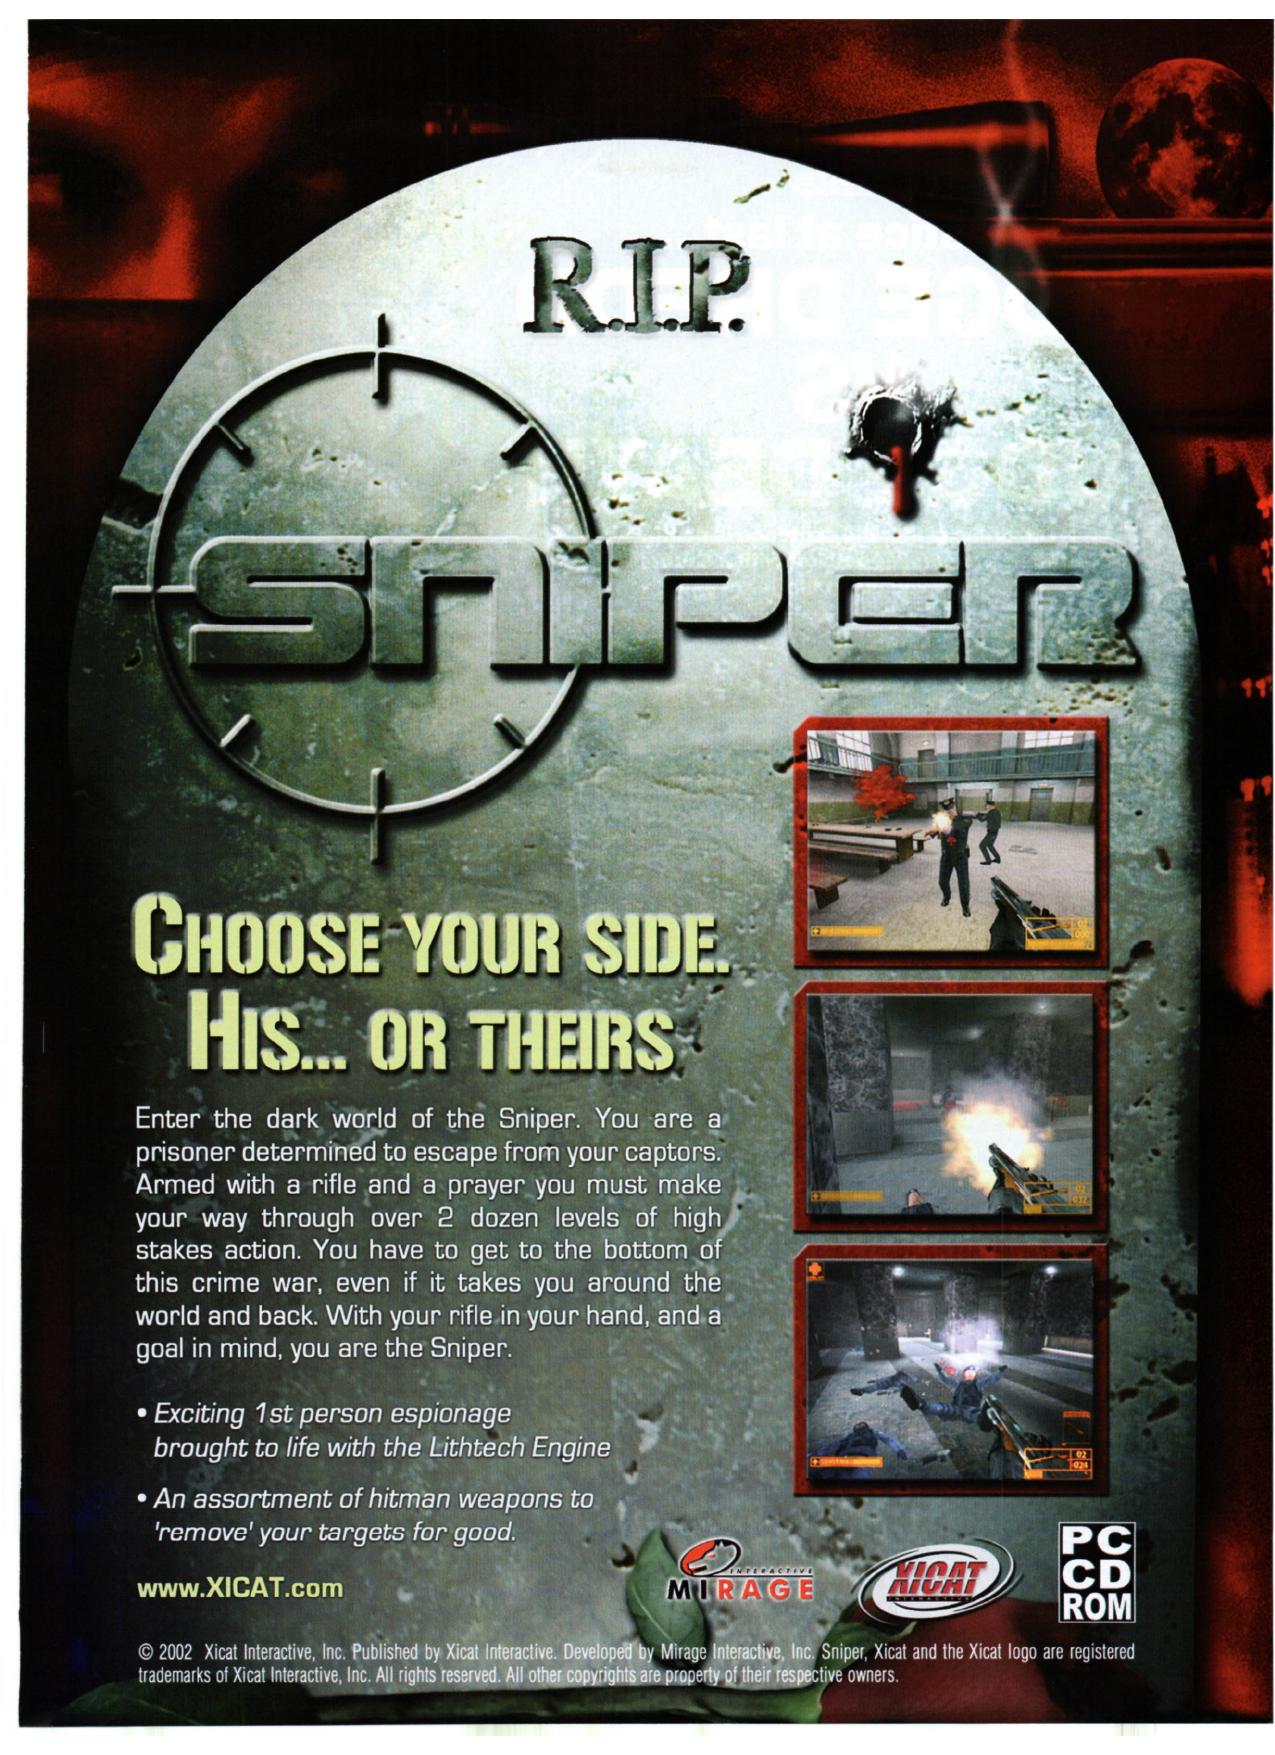 R.I.P.
SNIPER
CHOOSE YOUR SIDE.
HIS... OR THEIRS
Enter the dark world of the Sniper. You are a
prisoner determined to escape from your captors.
Armed with a rifle and a prayer you must make
your way through over 2 dozen levels of high
stakes action. You have to get to the bottom of
this crime war, even if it takes you around the
world and back. With your rifle in your hand, and a
goal in mind, you are the Sniper.
• Exciting 1st person espionage
brought to life with the Lithtech Engine
• An assortment of hitman weapons to
'remove' your targets for good.
www.XICAT.com
INTERACTIVE
MIRAGE
XICAT
INTERACTIVE
PC
CD
ROM
02
024
© 2002 Xicat Interactive, Inc. Published by Xicat Interactive. Developed by Mirage Interactive, Inc. Sniper, Xicat and the Xicat logo are registered
trademarks of Xicat Interactive, Inc. All rights reserved. All other copyrights are property of their respective owners.